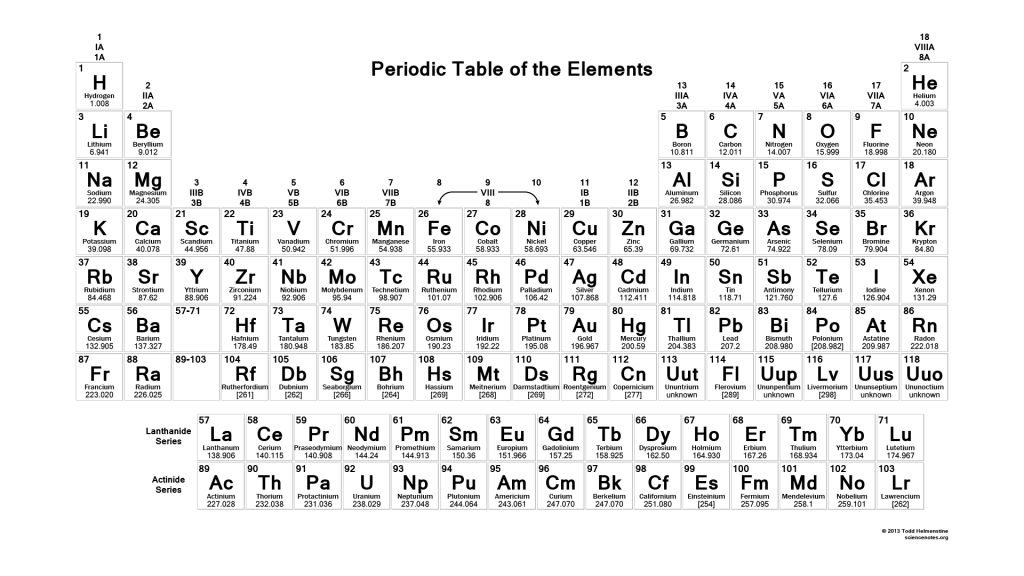 1 18
IA VIIIA
1A 8A
Periodic Table of the Elements
1 2
H He
Hydrogen Helium
1.008 4.003
2 13 14 15 16 17
IIA IIIA IVA VA VIA VIIA
2A 3A 4A 5A 6A 7A
3 4 5 6 7 8 9 10
Li Be B C N O F Ne
Lithium Beryllium Boron Carbon Nitrogen Oxygen Fluorine Neon
6.941 9.012 10.811 12.011 14.007 15.999 18.998 20.180
11 12 13 14 15 16 17 18
Na Mg Al Si P S Cl Ar
Sodium Magnesium Aluminum Silicon Phosphorus Sulfur Chlorine Argon
22.990 24.305 26.982 28.086 30.974 32.066 35.453 39.948
3 4 5 6 7 8 9 10 11 12
IIIB IVB VB VIB VIIB VIII IB IIB
3B 4B 5B 6B 7B 8 1B 2B
19 20 21 22 23 24 25 26 27 28 29 30 31 32 33 34 35 36
K Ca Sc Ti V Cr Mn Fe Co Ni Cu Zn Ga Ge As Se Br Kr
Potassium Calcium Scandium Titanium Vanadium Chromium Manganese Iron Cobalt Nickel Copper Zinc Gallium Germanium Arsenic Selenium Bromine Krypton
39.098 40.078 44.956 47.88 50.942 51.996 54.938 55.933 58.933 58.693 63.546 65.39 69.732 72.61 74.922 78.09 79.904 84.80
37 38 39 40 41 42 43 44 45 46 47 48 49 50 51 52 53 54
Rb Sr Y Zr Nb Mo Tc Ru Rh Pd Ag Cd In Sn Sb Te I Xe
Rubidium Strontium Yttrium Zirconium Niobium Molybdenum Technetium Ruthenium Rhodium Palladium Silver Cadmium Indium Tin Antimony Tellurium Iodine Xenon
84.468 87.62 88.906 91.224 92.906 95.94 98.907 101.07 102.906 106.42 107.868 112.411 114.818 118.71 121.760 127.6 126.904 131.29
55 56 57-71 72 73 74 75 76 77 78 79 80 81 82 83 84 85 86
Cs Ba Hf Ta W Re Os Ir Pt Au Hg Tl Pb Bi Po At Rn
Cesium Barium Hafnium Tantalum Tungsten Rhenium Osmium Iridium Platinum Gold Mercury Thallium Lead Bismuth Polonium Astatine Radon
132.905 137.327 178.49 180.948 183.85 186.207 190.23 192.22 195.08 196.967 200.59 204.383 207.2 208.980 [208.982] 209.987 222.018
87 88 89-103 104 105 106 107 108 109 110 111 112 113 114 115 116 117 118
Fr Ra Rf Db Sg Bh Hs Mt Ds Rg Cn Uut Fl Uup Lv Uus Uuo
Francium Radium Rutherfordium Dubnium Seaborgium Bohrium Hassium Meitnerium Darmstadtium Roentgenium Copernicium Ununtrium Flerovium Ununpentium Livermorium Ununseptium Ununoctium
223.020 226.025 [261] [262] [266] [264] [269] [268] [269] [272] [277] unknown [289] unknown [298] unknown unknown
Lanthanide
Series
57 58 59 60 61 62 63 64 65 66 67 68 69 70 71
La Ce Pr Nd Pm Sm Eu Gd Tb Dy Ho Er Tm Yb Lu
Lanthanum Cerium Praseodymium Neodymium Promethium Samarium Europium Gadolinium Terbium Dysprosium Holmium Erbium Thulium Ytterbium Lutetium
138.906 140.115 140.908 144.24 144.913 150.36 151.966 157.25 158.925 162.50 164.930 167.26 168.934 173.04 174.967
Actinide
Series
89 90 91 92 93 94 95 96 97 98 99 100 101 102 103
Ac Th Pa U Np Pu Am Cm Bk Cf Es Fm Md No Lr
Actinium Thorium Protactinium Uranium Neptunium Plutonium Americium Curium Berkelium Californium Einsteinium Fermium Mendelevium Nobelium Lawrencium
227.028 232.038 231.036 238.029 237.048 244.064 243.061 247.070 247.070 251.080 [254] 257.095 258.1 259.101 [262]
© 2013 Todd Helmenstine
sciencenotes.org